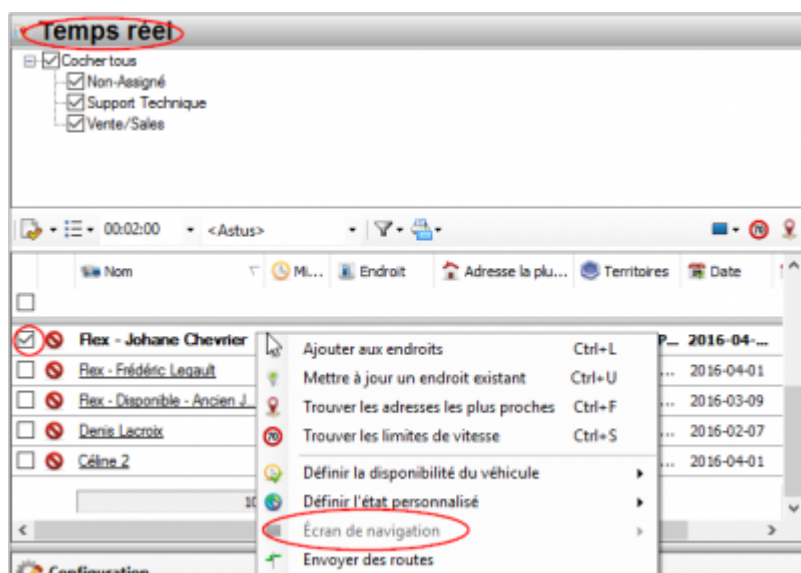 Temps réel
Cocher tous
Non-Assigné
Support Technique
Vente/Sales
00:02:00 <Astus>
70
Nom Mi... Endroit Adresse la plu... Territoires Date
Flex - Johane Chevrier P... 2016-04-...
Flex - Frédéric Legault ... 2016-04-01
Flex - Disponible - Ancien J... ... 2016-03-09
Denis Lacroix ... 2016-02-07
Céline 2 ... 2016-04-01
Ajouter aux endroits Ctrl+L
Mettre à jour un endroit existant Ctrl+U
Trouver les adresses les plus proches Ctrl+F
70 Trouver les limites de vitesse Ctrl+S
Définir la disponibilité du véhicule
Définir l'état personnalisé
Écran de navigation
Envoyer des routes
Configuration